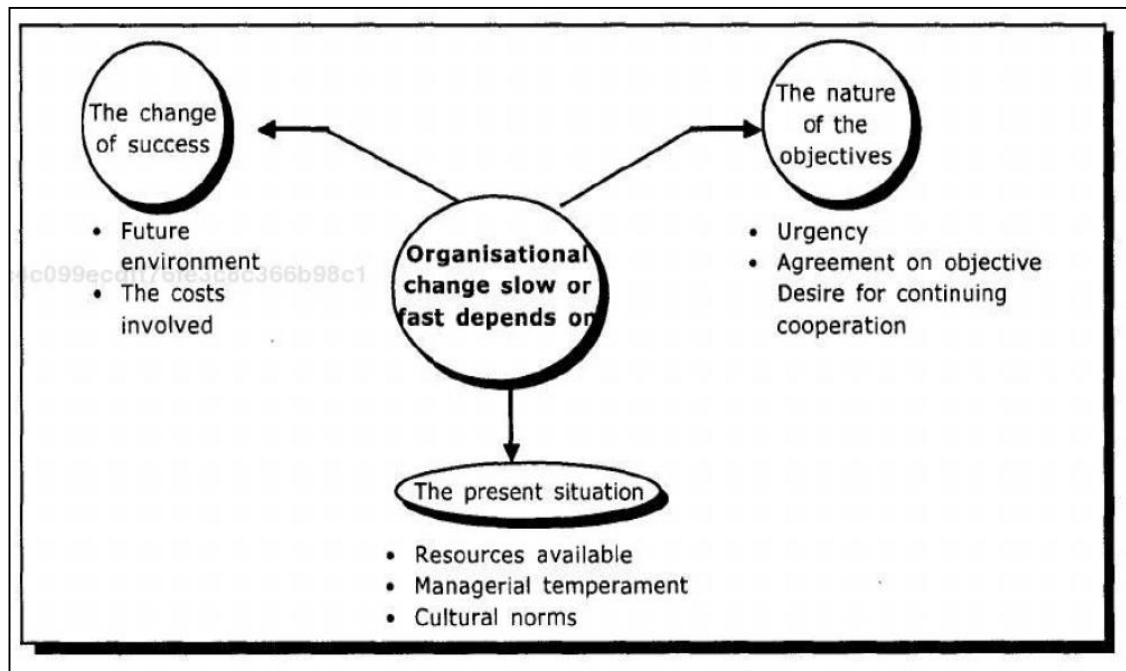 The change
of success
The nature
of the
objectives
Organisational
change slow or
fast depends on
• Future
environment
• The costs
involved
• Urgency
• Agreement on objective
Desire for continuing
cooperation
The present situation
• Resources available
• Managerial temperament
• Cultural norms